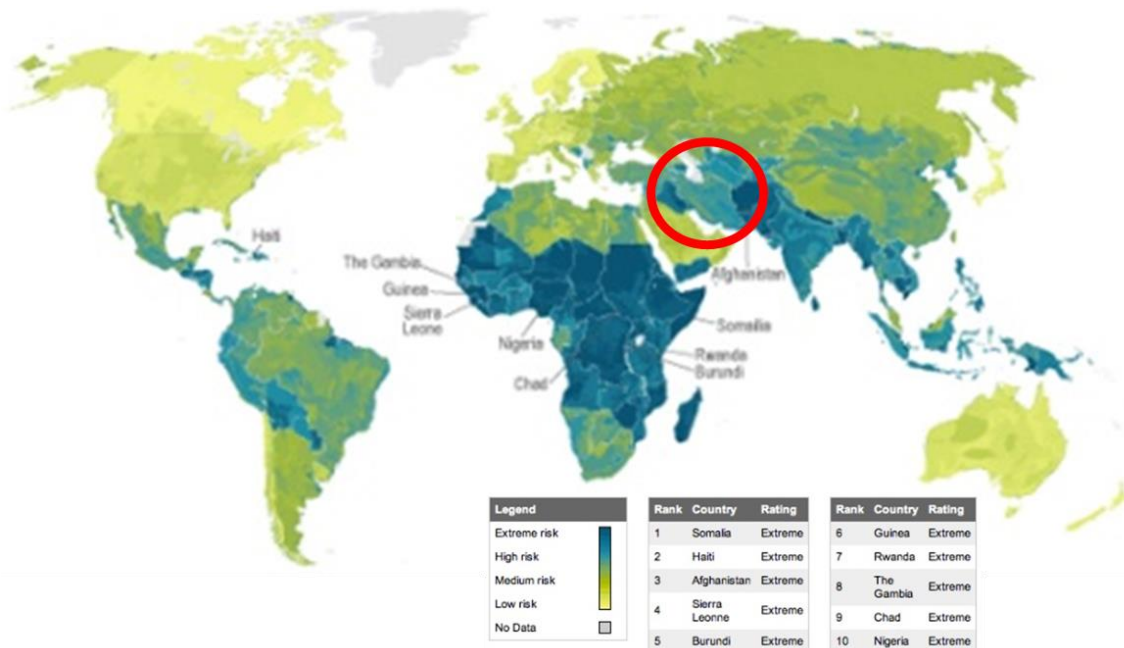 Haiti
The Gambia
Guinea
Sierra
Leone
Nigeria
Chad
Afghanistan
Somailia
Rwanda
Burundi
Legend
Extreme risk
High risk
Medium risk
Low risk
No Data
Rank Country Rating
1 Somalia Extreme
2 Haiti Extreme
3 Afghanistan Extreme
4 Sierra
Leonne Extreme
5 Burundi Extreme
Rank Country Rating
6 Guinea Extreme
7 Rwanda Extreme
8 The
Gambia Extreme
9 Chad Extreme
10 Nigeria Extreme